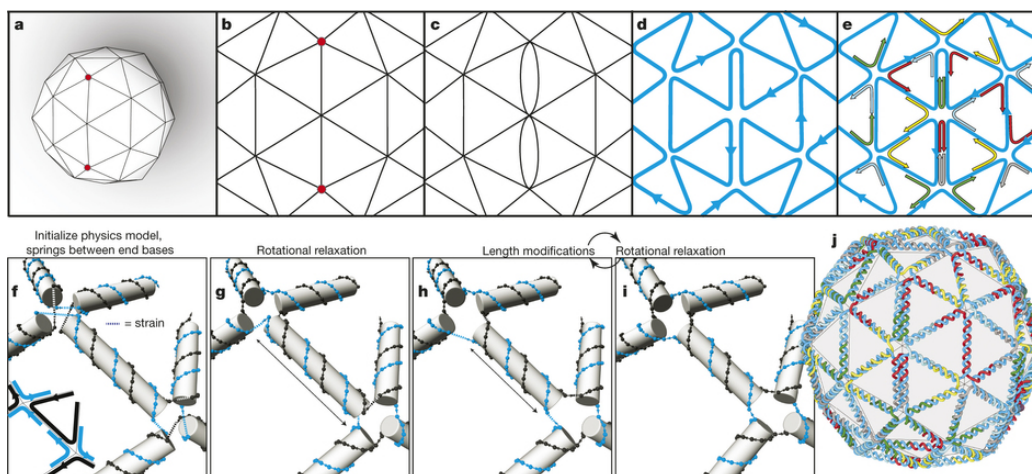 a
b
c
d
e
Initialize physics model,
springs between end bases
Rotational relaxation
Length modifications
Rotational relaxation
j
f
g
h
i
= strain